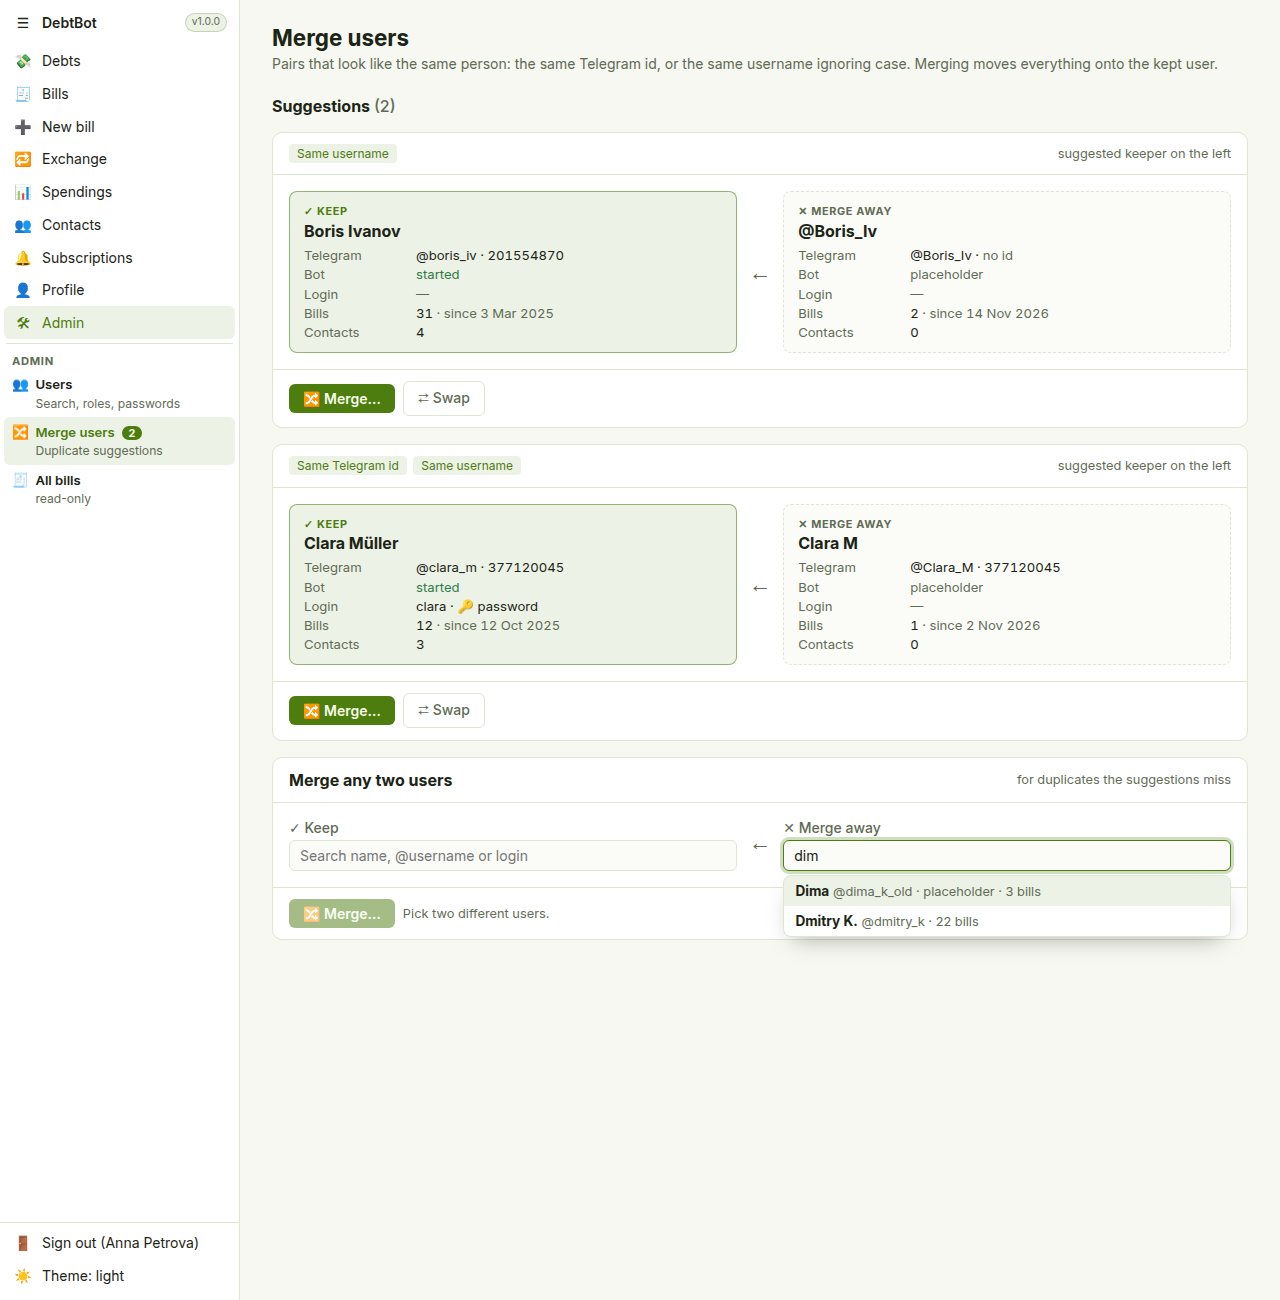 ☰ DebtBot v1.0.0
💸 Debts
🧾 Bills
➕ New bill
🔁 Exchange
📊 Spendings
👥 Contacts
🔔 Subscriptions
👤 Profile
🛠 Admin
ADMIN
👥 Users
Search, roles, passwords
🔀 Merge users 2
Duplicate suggestions
🧾 All bills
read-only
🚪 Sign out (Anna Petrova)
☀️ Theme: light
Merge users
Pairs that look like the same person: the same Telegram id, or the same username ignoring case. Merging moves everything onto the kept user.
Suggestions (2)
Same username suggested keeper on the left
✓ KEEP
Boris Ivanov
Telegram @boris_iv · 201554870
Bot started
Login —
Bills 31 · since 3 Mar 2025
Contacts 4
←
✕ MERGE AWAY
@Boris_Iv
Telegram @Boris_Iv · no id
Bot placeholder
Login —
Bills 2 · since 14 Nov 2026
Contacts 0
🔀 Merge... ⇄ Swap
Same Telegram id Same username suggested keeper on the left
✓ KEEP
Clara Müller
Telegram @clara_m · 377120045
Bot started
Login clara · 🔑 password
Bills 12 · since 12 Oct 2025
Contacts 3
←
✕ MERGE AWAY
Clara M
Telegram @Clara_M · 377120045
Bot placeholder
Login —
Bills 1 · since 2 Nov 2026
Contacts 0
🔀 Merge... ⇄ Swap
Merge any two users for duplicates the suggestions miss
✓ Keep
Search name, @username or login
←
✕ Merge away
dim
Dima @dima_k_old · placeholder · 3 bills
Dmitry K. @dmitry_k · 22 bills
🔀 Merge... Pick two different users.